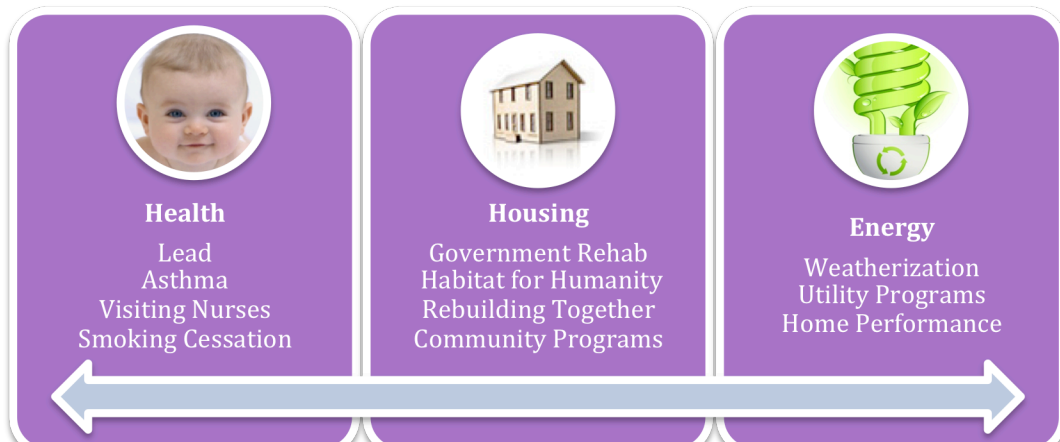 Health
Lead
Asthma
Visiting Nurses
Smoking Cessation
Housing
Government Rehab
Habitat for Humanity
Rebuilding Together
Community Programs
Energy
Weatherization
Utility Programs
Home Performance